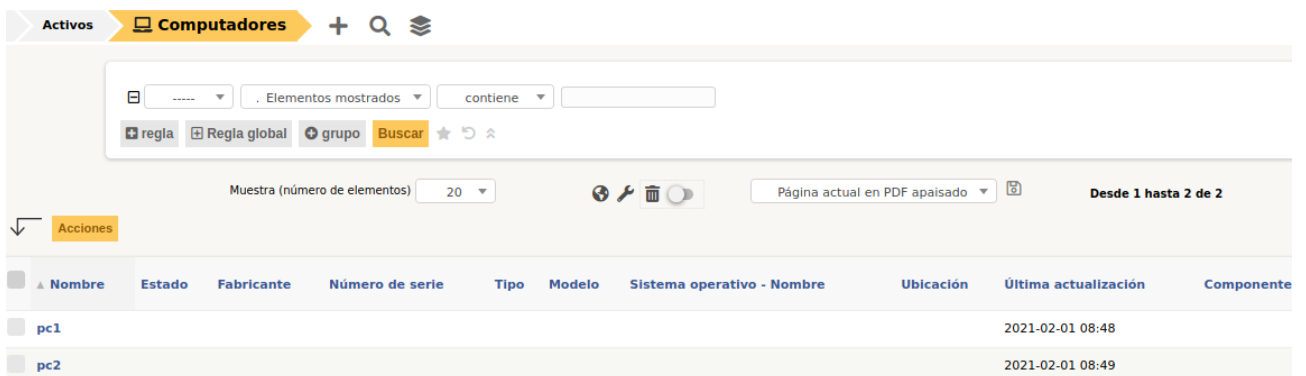 Activos Computadores
----- . Elementos mostrados contiene
regla Regla global grupo Buscar
Muestra (número de elementos) 20 Página actual en PDF apaisado Desde 1 hasta 2 de 2
Acciones
Nombre Estado Fabricante Número de serie Tipo Modelo Sistema operativo - Nombre Ubicación Última actualización Componente
pc1 2021-02-01 08:48
pc2 2021-02-01 08:49